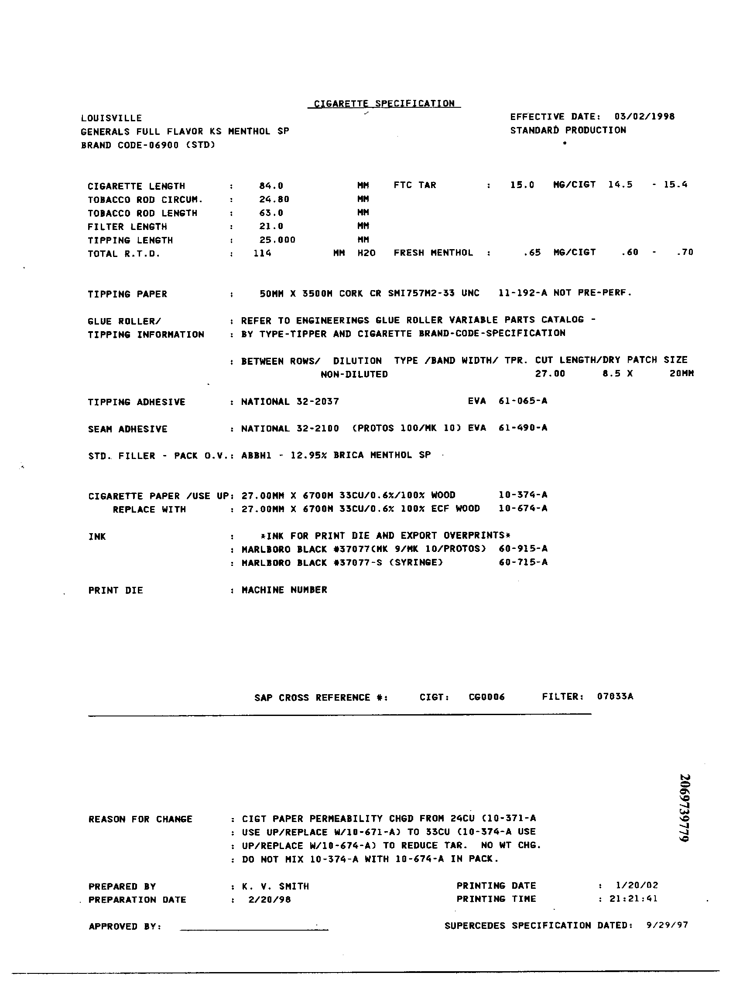 CIGARETTE SPECIFICATION
LOUISVILLE EFFECTIVE DATE: 03/02/1998
GENERALS FULL FLAVOR KS MENTHOL SP STANDARD PRODUCTION
BRAND CODE-06900 (STD) *
CIGARETTE LENGTH : 84.0 MM FTC TAR : 15.0 MG/CIGT 14.5 - 15.4
TOBACCO ROD CIRCUM. : 24.80 MM
TOBACCO ROD LENGTH : 63.0 MM
FILTER LENGTH : 21.0 MM
TIPPING LENGTH : 25.000 MM
TOTAL R.T.D. : 114 MM H2O FRESH MENTHOL : .65 MG/CIGT .60 - .70
TIPPING PAPER : 50MM X 3500M CORK CR SMI757M2-33 UNC 11-192-A NOT PRE-PERF.
GLUE ROLLER/ : REFER TO ENGINEERINGS GLUE ROLLER VARIABLE PARTS CATALOG -
TIPPING INFORMATION : BY TYPE-TIPPER AND CIGARETTE BRAND-CODE-SPECIFICATION
: BETWEEN ROWS/ DILUTION TYPE /BAND WIDTH/ TPR. CUT LENGTH/DRY PATCH SIZE
NON-DILUTED 27.00 8.5 X 20MM
TIPPING ADHESIVE : NATIONAL 32-2037 EVA 61-065-A
SEAM ADHESIVE : NATIONAL 32-2100 (PROTOS 100/MK 10) EVA 61-490-A
STD. FILLER - PACK O.V.: ABBH1 - 12.95% BRICA MENTHOL SP
CIGARETTE PAPER /USE UP: 27.00MM X 6700M 33CU/0.6%/100% WOOD 10-374-A
REPLACE WITH : 27.00MM X 6700M 33CU/0.6% 100% ECF WOOD 10-674-A
INK : *INK FOR PRINT DIE AND EXPORT OVERPRINTS*
: MARLBORO BLACK #37077(MK 9/MK 10/PROTOS) 60-915-A
: MARLBORO BLACK #37077-S (SYRINGE) 60-715-A
PRINT DIE : MACHINE NUMBER
SAP CROSS REFERENCE #: CIGT: CG0006 FILTER: 07033A
20697397​79
REASON FOR CHANGE : CIGT PAPER PERMEABILITY CHGD FROM 24CU (10-371-A
: USE UP/REPLACE W/10-671-A) TO 33CU (10-374-A USE
: UP/REPLACE W/10-674-A) TO REDUCE TAR. NO WT CHG.
: DO NOT MIX 10-374-A WITH 10-674-A IN PACK.
PREPARED BY : K. V. SMITH PRINTING DATE : 1/20/02
PREPARATION DATE : 2/20/98 PRINTING TIME : 21:21:41
APPROVED BY: SUPERCEDES SPECIFICATION DATED: 9/29/97